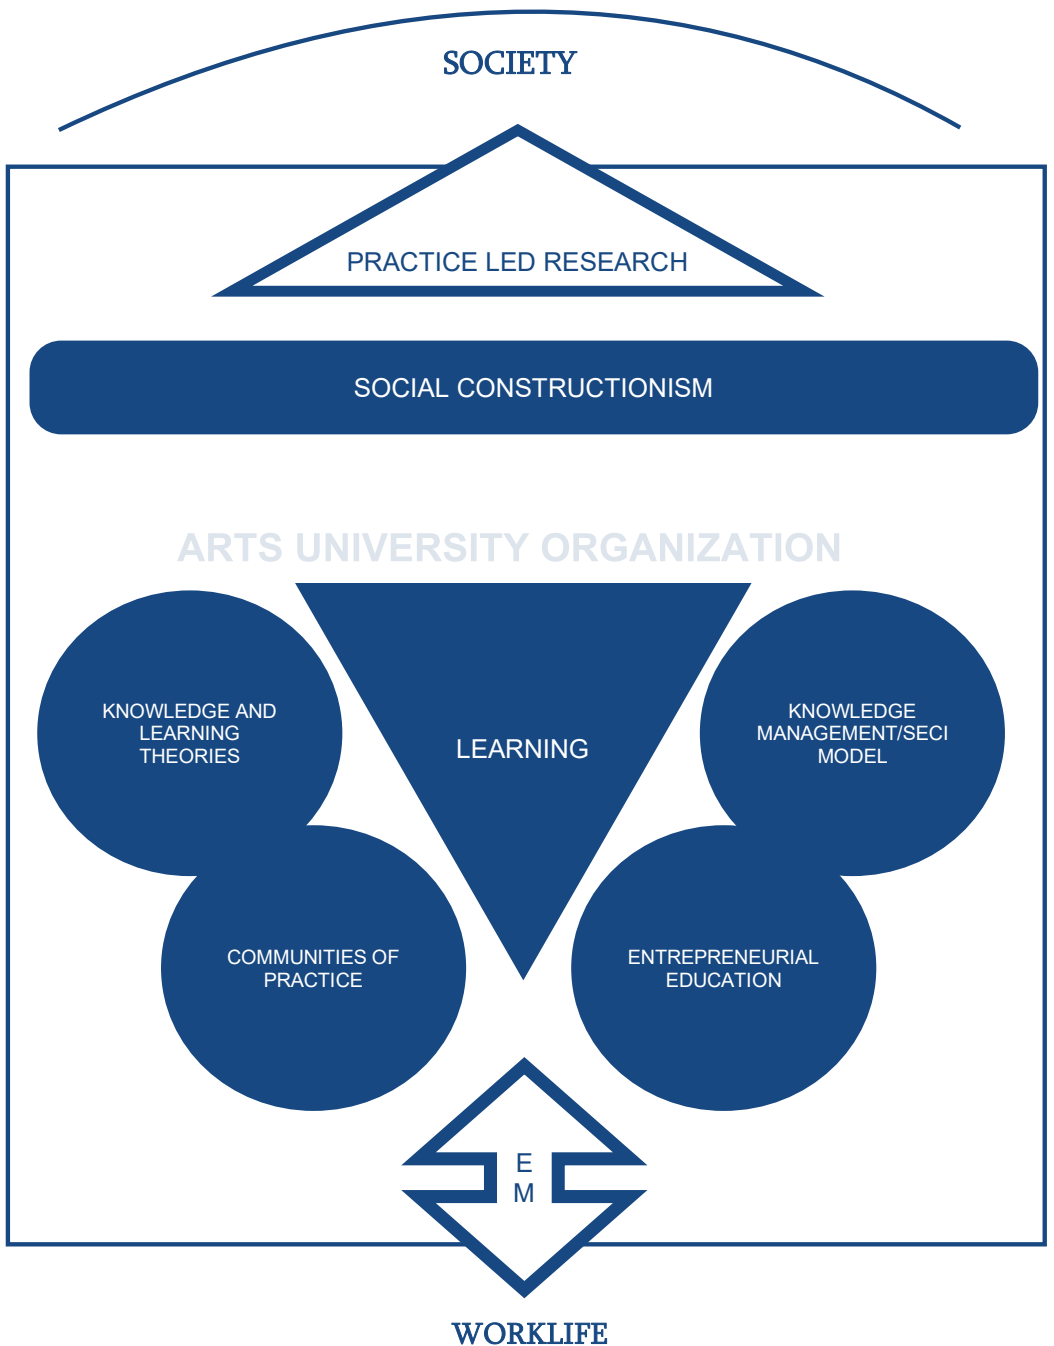 SOCIETY
PRACTICE LED RESEARCH
SOCIAL CONSTRUCTIONISM
ARTS UNIVERSITY ORGANIZATION
KNOWLEDGE AND
LEARNING
THEORIES
LEARNING
KNOWLEDGE
MANAGEMENT/SECI
MODEL
COMMUNITIES OF
PRACTICE
ENTREPRENEURIAL
EDUCATION
E
M
WORKLIFE